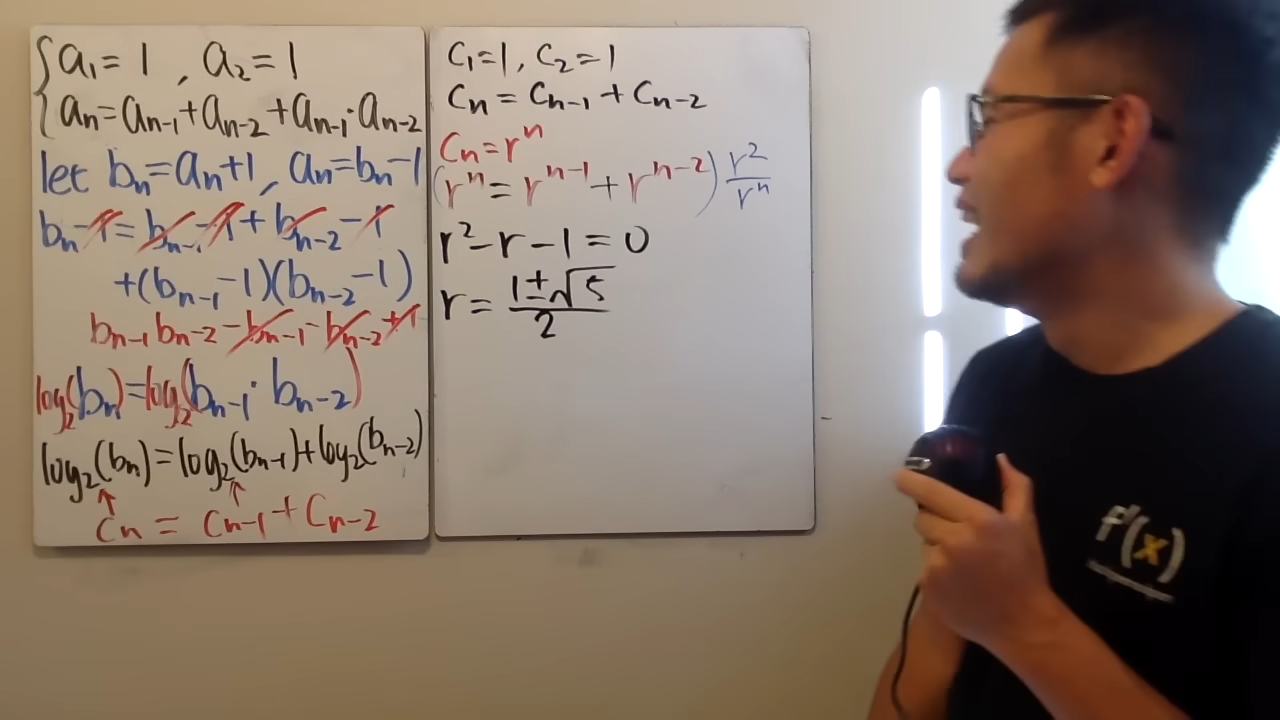 a₁ = 1 , a₂ = 1
aₙ = aₙ₋₁ + aₙ₋₂ + aₙ₋₁ · aₙ₋₂
let bₙ = aₙ + 1 , aₙ = bₙ - 1
bₙ - 1 = bₙ₋₁ - 1 + bₙ₋₂ - 1
+ (bₙ₋₁ - 1)(bₙ₋₂ - 1)
bₙ₋₁ bₙ₋₂ - bₙ₋₁ - bₙ₋₂ + 1
log₂(bₙ) = log₂(bₙ₋₁ · bₙ₋₂)
log₂(bₙ) = log₂(bₙ₋₁) + log₂(bₙ₋₂)
↑ ↑
cₙ = cₙ₋₁ + cₙ₋₂
c₁ = 1 , c₂ = 1
cₙ = cₙ₋₁ + cₙ₋₂
cₙ = rⁿ
(rⁿ = rⁿ⁻¹ + rⁿ⁻²) r²/rⁿ
r² - r - 1 = 0
r = (1 ± √5)/2
f'(x)